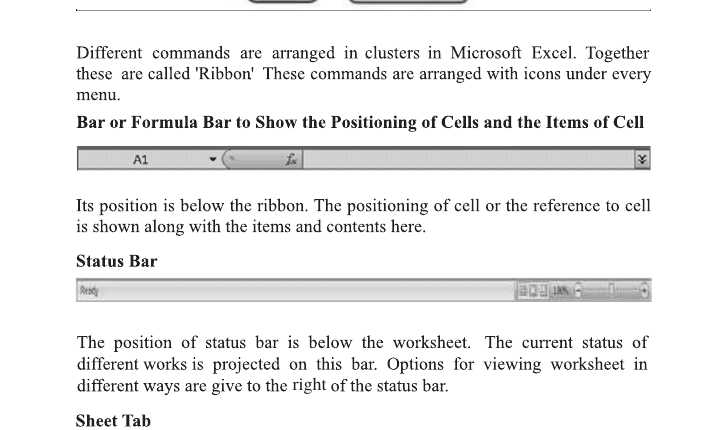 Different commands are arranged in clusters in Microsoft Excel. Together
these are called 'Ribbon' These commands are arranged with icons under every
menu.
Bar or Formula Bar to Show the Positioning of Cells and the Items of Cell
A1 fx
Its position is below the ribbon. The positioning of cell or the reference to cell
is shown along with the items and contents here.
Status Bar
Ready 100%
The position of status bar is below the worksheet. The current status of
different works is projected on this bar. Options for viewing worksheet in
different ways are give to the right of the status bar.
Sheet Tab